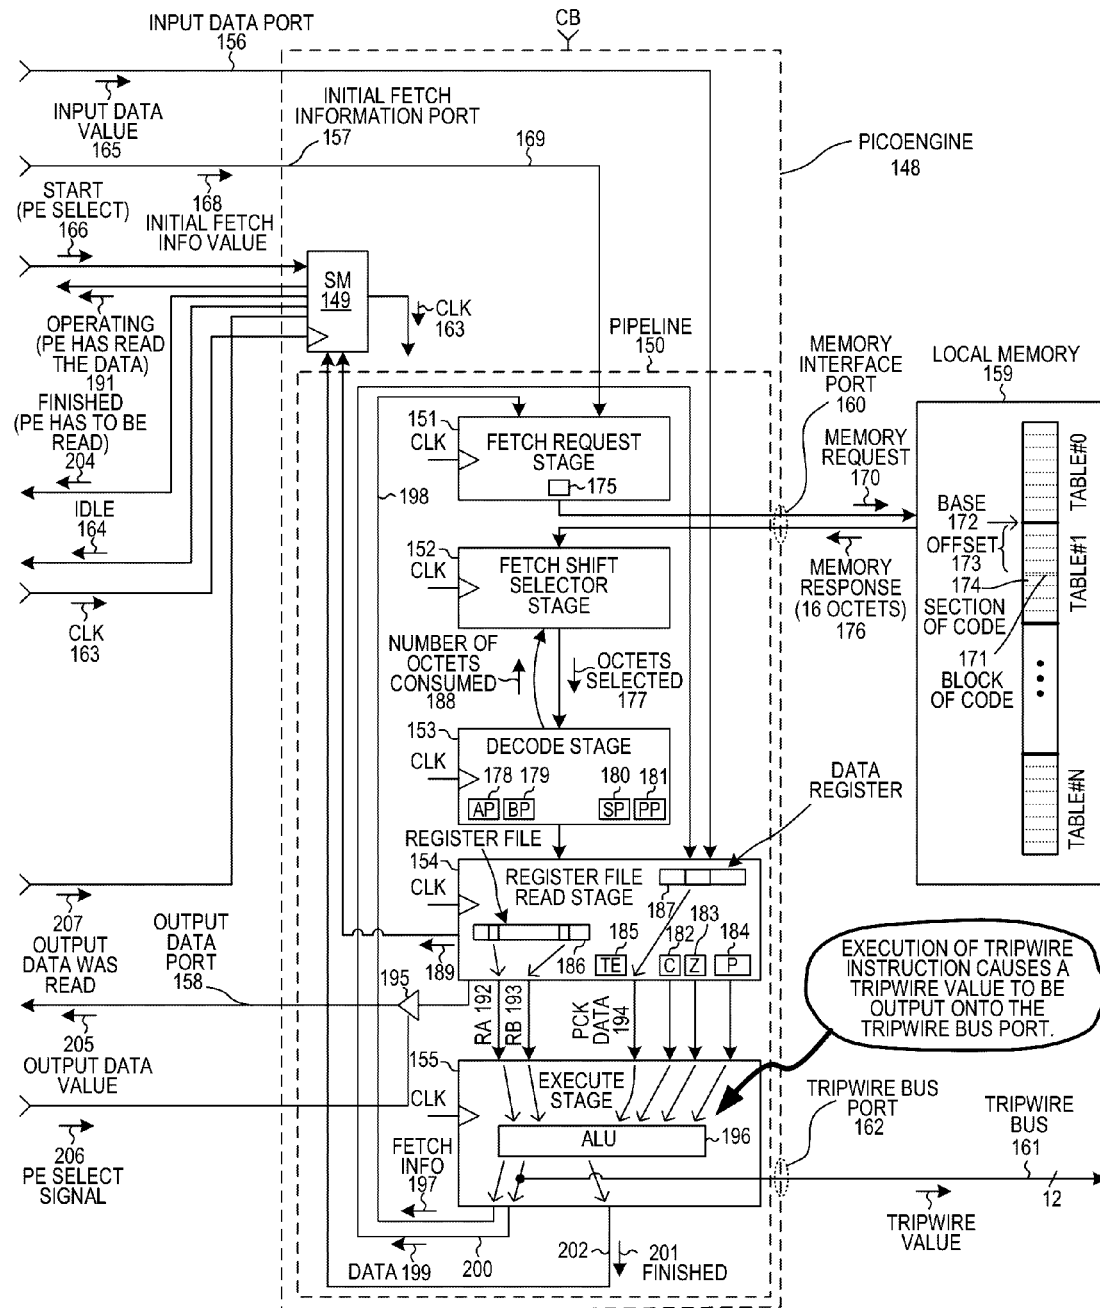 INPUT DATA PORT
156
CB
INPUT DATA
VALUE
165
INITIAL FETCH
INFORMATION PORT
157
169
PICOENGINE
148
START
(PE SELECT)
166
168
INITIAL FETCH
INFO VALUE
SM
149
CLK
163
OPERATING
(PE HAS READ
THE DATA)
191
FINISHED
(PE HAS TO BE
READ)
204
IDLE
164
CLK
163
PIPELINE
150
MEMORY
INTERFACE
PORT
160
LOCAL MEMORY
159
151
CLK
FETCH REQUEST
STAGE
175
198
MEMORY
REQUEST
170
BASE
172
OFFSET
173
174
SECTION
OF CODE
171
BLOCK
OF CODE
TABLE#0
TABLE#1
TABLE#N
152
CLK
FETCH SHIFT
SELECTOR
STAGE
MEMORY
RESPONSE
(16 OCTETS)
176
NUMBER OF
OCTETS
CONSUMED
188
OCTETS
SELECTED
177
153
CLK
DECODE STAGE
178
179
180
181
AP
BP
SP
PP
DATA
REGISTER
REGISTER FILE
154
CLK
REGISTER FILE
READ STAGE
187
182
183
184
185
186
TE
C
Z
P
189
207
OUTPUT
DATA WAS
READ
OUTPUT
DATA
PORT
158
195
205
OUTPUT DATA
VALUE
RA 192
RB 193
PCK
DATA
194
EXECUTION OF TRIPWIRE
INSTRUCTION CAUSES A
TRIPWIRE VALUE TO BE
OUTPUT ONTO THE
TRIPWIRE BUS PORT.
155
CLK
EXECUTE
STAGE
ALU
196
206
PE SELECT
SIGNAL
FETCH
INFO
197
TRIPWIRE BUS
PORT
162
TRIPWIRE
BUS
161
12
TRIPWIRE
VALUE
DATA 199
200
202
201
FINISHED